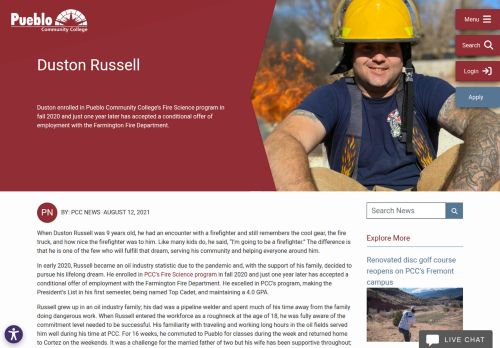 Pueblo
Community College
Menu
Search
Login
Apply
Duston Russell
Duston enrolled in Pueblo Community College's Fire Science program in
fall 2020 and just one year later has accepted a conditional offer of
employment with the Farmington Fire Department.
PN BY: PCC NEWS AUGUST 12, 2021
When Duston Russell was 9 years old, he had an encounter with a firefighter and still remembers the cool gear, the fire
truck, and how nice the firefighter was to him. Like many kids do, he said, "I'm going to be a firefighter." The difference is
that he is one of the few who will fulfill that dream, serving his community and helping everyone around him.
In early 2020, Russell became an oil industry statistic due to the pandemic and, with the support of his family, decided to
pursue his lifelong dream. He enrolled in PCC's Fire Science program in fall 2020 and just one year later has accepted a
conditional offer of employment with the Farmington Fire Department. He excelled in PCC's program, making the
President's List in his first semester, being named Top Cadet, and maintaining a 4.0 GPA.
Russell grew up in an oil industry family; his dad was a pipeline welder and spent much of his time away from the family
doing dangerous work. When Russell entered the workforce as a roughneck at the age of 18, he was fully aware of the
commitment level needed to be successful. His familiarity with traveling and working long hours in the oil fields served
him well during his time at PCC. For 16 weeks, he commuted to Pueblo for classes during the week and returned home
to Cortez on the weekends. It was a challenge for the married father of two but his wife has been supportive throughout;
Search News
Explore More
Renovated disc golf course
reopens on PCC's Fremont
campus
LIVE CHAT